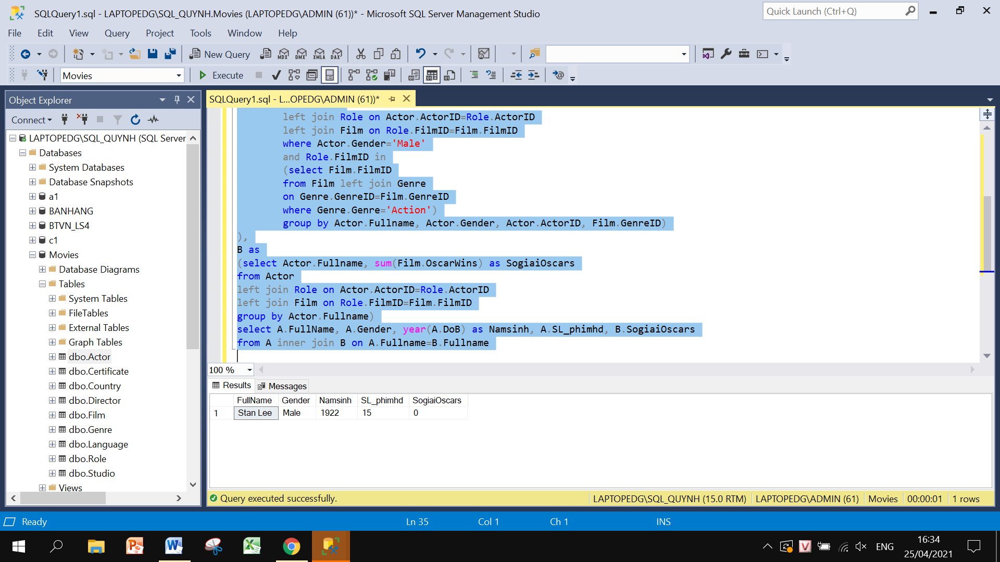 SQLQuery1.sql - LAPTOPEDG\SQL_QUYNH.Movies (LAPTOPEDG\ADMIN (61))* - Microsoft SQL Server Management Studio
Quick Launch (Ctrl+Q)
File Edit View Query Project Tools Window Help
New Query MDX DMX XMLA DAX
Movies Execute
Object Explorer
Connect
LAPTOPEDG\SQL_QUYNH (SQL Server
Databases
System Databases
Database Snapshots
a1
BANHANG
BTVN_LS4
c1
Movies
Database Diagrams
Tables
System Tables
FileTables
External Tables
Graph Tables
dbo.Actor
dbo.Certificate
dbo.Country
dbo.Director
dbo.Film
dbo.Genre
dbo.Language
dbo.Role
dbo.Studio
Views
SQLQuery1.sql - L...OPEDG\ADMIN (61))*
left join Role on Actor.ActorID=Role.ActorID
left join Film on Role.FilmID=Film.FilmID
where Actor.Gender='Male'
and Role.FilmID in
(select Film.FilmID
from Film left join Genre
on Genre.GenreID=Film.GenreID
where Genre.Genre='Action')
group by Actor.Fullname, Actor.Gender, Actor.ActorID, Film.GenreID)
),
B as
(select Actor.Fullname, sum(Film.OscarWins) as SogiaiOscars
from Actor
left join Role on Actor.ActorID=Role.ActorID
left join Film on Role.FilmID=Film.FilmID
group by Actor.Fullname)
select A.FullName, A.Gender, year(A.DoB) as Namsinh, A.SL_phimhd, B.SogiaiOscars
from A inner join B on A.Fullname=B.Fullname
100 %
Results Messages
FullName Gender Namsinh SL_phimhd SogiaiOscars
1 Stan Lee Male 1922 15 0
Query executed successfully. LAPTOPEDG\SQL_QUYNH (15.0 RTM) LAPTOPEDG\ADMIN (61) Movies 00:00:01 1 rows
Ready Ln 35 Col 1 Ch 1 INS
ENG
16:34
25/04/2021